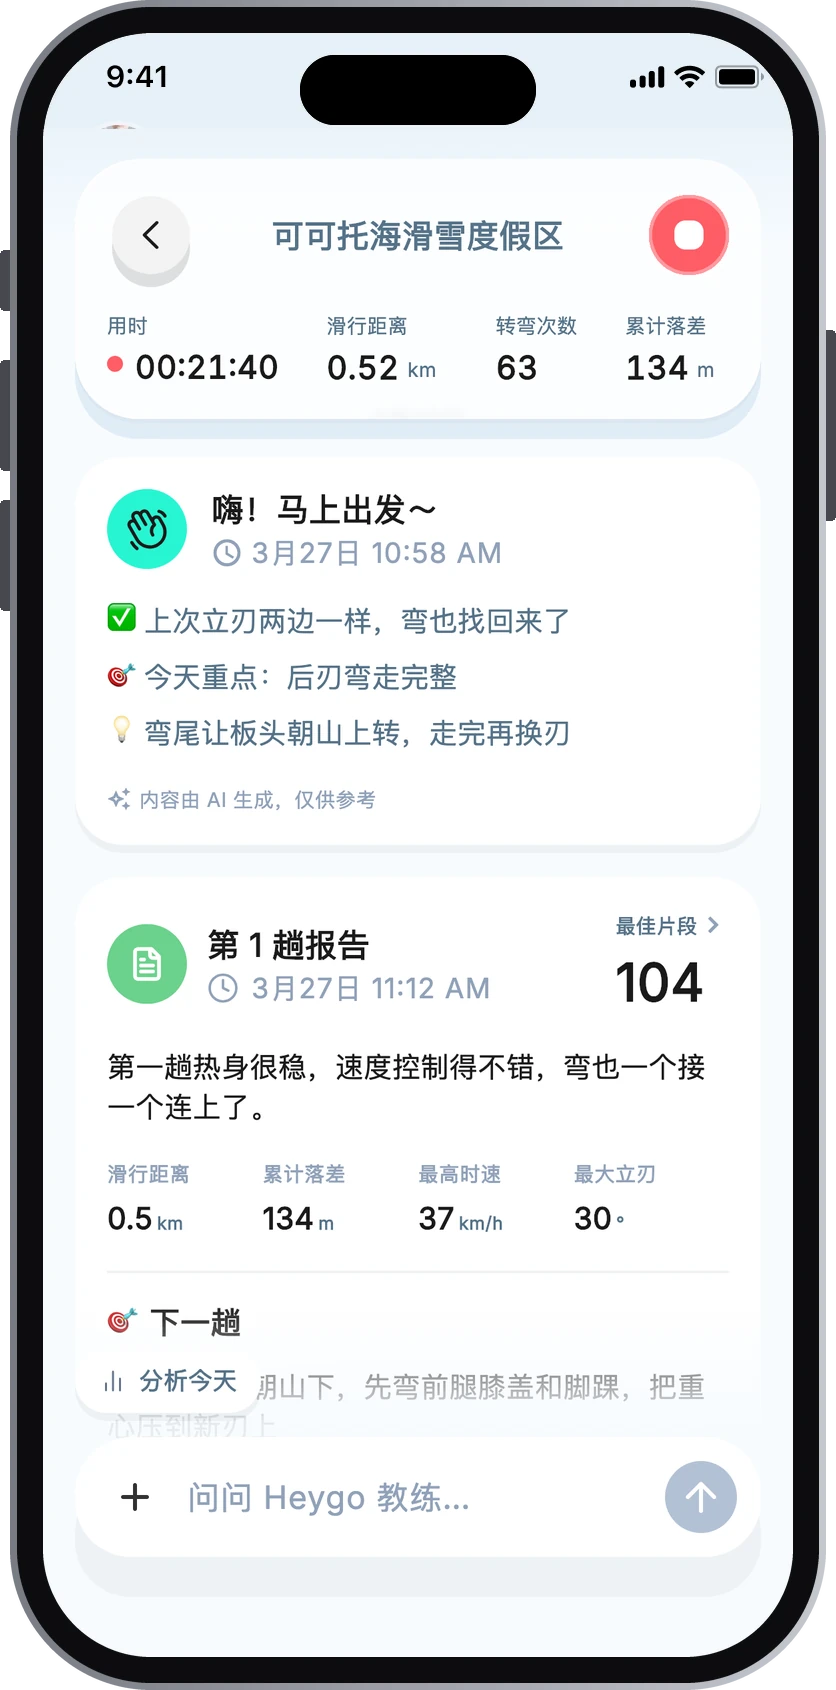 9:41
可可托海滑雪度假区
用时 滑行距离 转弯次数 累计落差
00:21:40 0.52 km 63 134 m
嗨！马上出发～
3月27日 10:58 AM
✅ 上次立刃两边一样，弯也找回来了
🎯 今天重点：后刃弯走完整
💡 弯尾让板头朝山上转，走完再换刃
内容由 AI 生成，仅供参考
最佳片段
第 1 趟报告
104
3月27日 11:12 AM
第一趟热身很稳，速度控制得不错，弯也一个接
一个连上了。
滑行距离 累计落差 最高时速 最大立刃
0.5 km 134 m 37 km/h 30 °
🎯 下一趟
分析今天
朝山下，先弯前腿膝盖和脚踝，把重
心压到新刃上
问问 Heygo 教练...